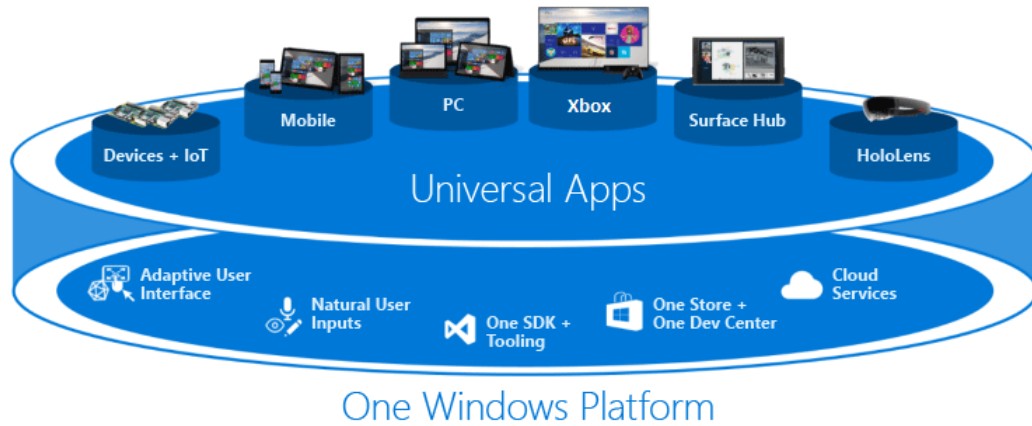 Devices + IoT
Mobile
PC
Xbox
Surface Hub
HoloLens
Universal Apps
Adaptive User
Interface
Natural User
Inputs
One SDK +
Tooling
One Store +
One Dev Center
Cloud
Services
One Windows Platform